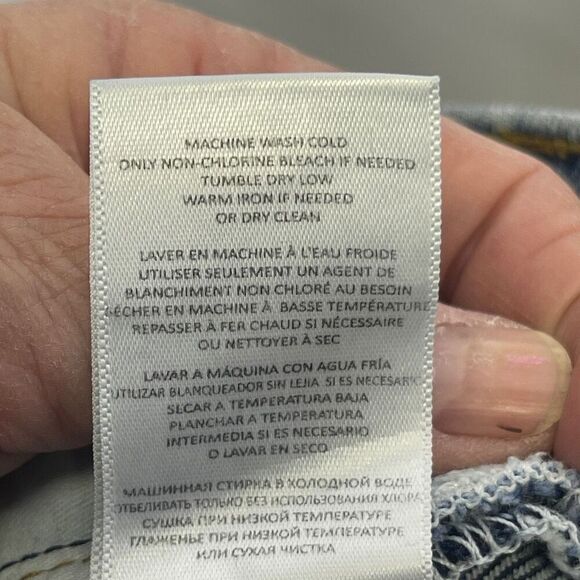 MACHINE WASH COLD
ONLY NON-CHLORINE BLEACH IF NEEDED
TUMBLE DRY LOW
WARM IRON IF NEEDED
OR DRY CLEAN
LAVER EN MACHINE À L'EAU FROIDE
UTILISER SEULEMENT UN AGENT DE
BLANCHIMENT NON CHLORÉ AU BESOIN
SÉCHER EN MACHINE À BASSE TEMPÉRATURE
REPASSER À FER CHAUD SI NÉCESSAIRE
OU NETTOYER À SEC
LAVAR A MÁQUINA CON AGUA FRÍA
UTILIZAR BLANQUEADOR SIN LEJIA SI ES NECESARIO
SECAR A TEMPERATURA BAJA
PLANCHAR A TEMPERATURA
INTERMEDIA SI ES NECESARIO
O LAVAR EN SECO
МАШИННАЯ СТИРКА В ХОЛОДНОЙ ВОДЕ
ОТБЕЛИВАТЬ ТОЛЬКО БЕЗ ИСПОЛЬЗОВАНИЯ ХЛОРА
СУШКА ПРИ НИЗКОЙ ТЕМПЕРАТУРЕ
ГЛАЖЕНЬЕ ПРИ НИЗКОЙ ТЕМПЕРАТУРЕ
ИЛИ СУХАЯ ЧИСТКА